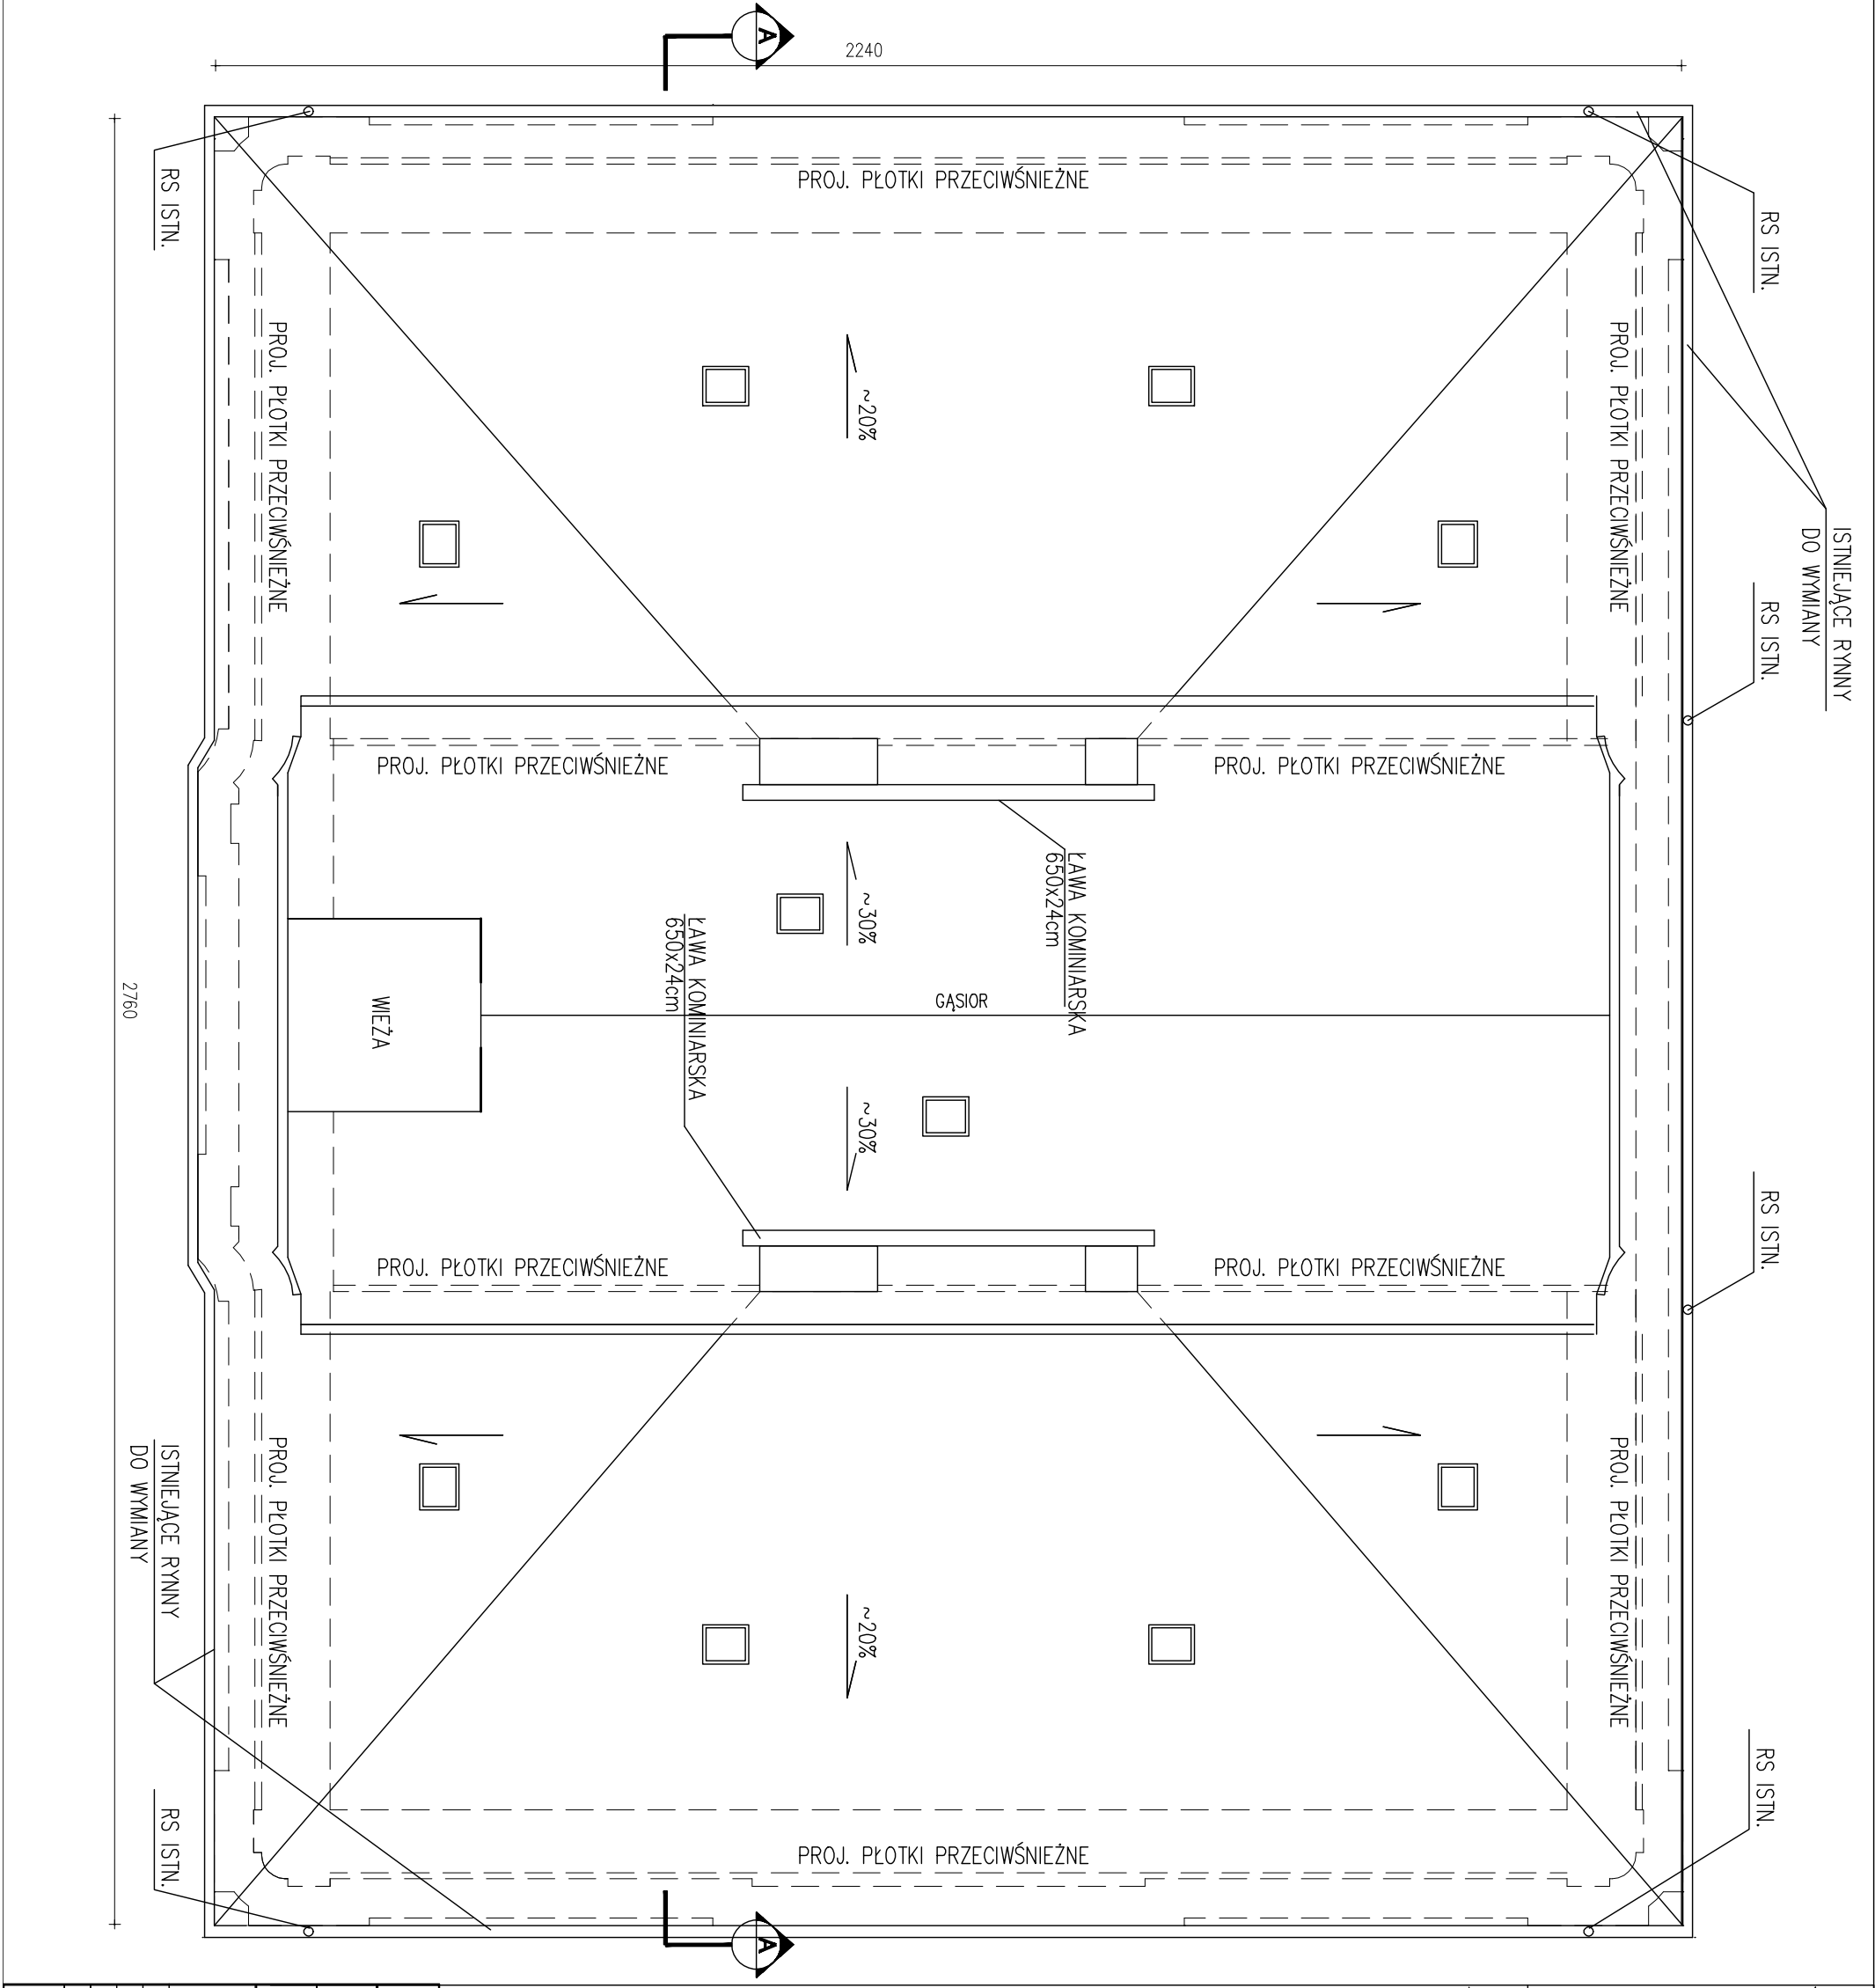 A
2240
RS ISTN.
RS ISTN.
PROJ. PŁOTKI PRZECIWŚNIEŻNE
PROJ. PŁOTKI PRZECIWŚNIEŻNE
PROJ. PŁOTKI PRZECIWŚNIEŻNE
~20%
ISTNIEJĄCE RYNNY
DO WYMIANY
RS ISTN.
PROJ. PŁOTKI PRZECIWŚNIEŻNE
PROJ. PŁOTKI PRZECIWŚNIEŻNE
ŁAWA KOMINIARSKA
650x24cm
~30%
ŁAWA KOMINIARSKA
650x24cm
GĄSIOR
WIEŻA
2760
~30%
RS ISTN.
PROJ. PŁOTKI PRZECIWŚNIEŻNE
PROJ. PŁOTKI PRZECIWŚNIEŻNE
PROJ. PŁOTKI PRZECIWŚNIEŻNE
PROJ. PŁOTKI PRZECIWŚNIEŻNE
ISTNIEJĄCE RYNNY
DO WYMIANY
~20%
RS ISTN.
RS ISTN.
PROJ. PŁOTKI PRZECIWŚNIEŻNE
A